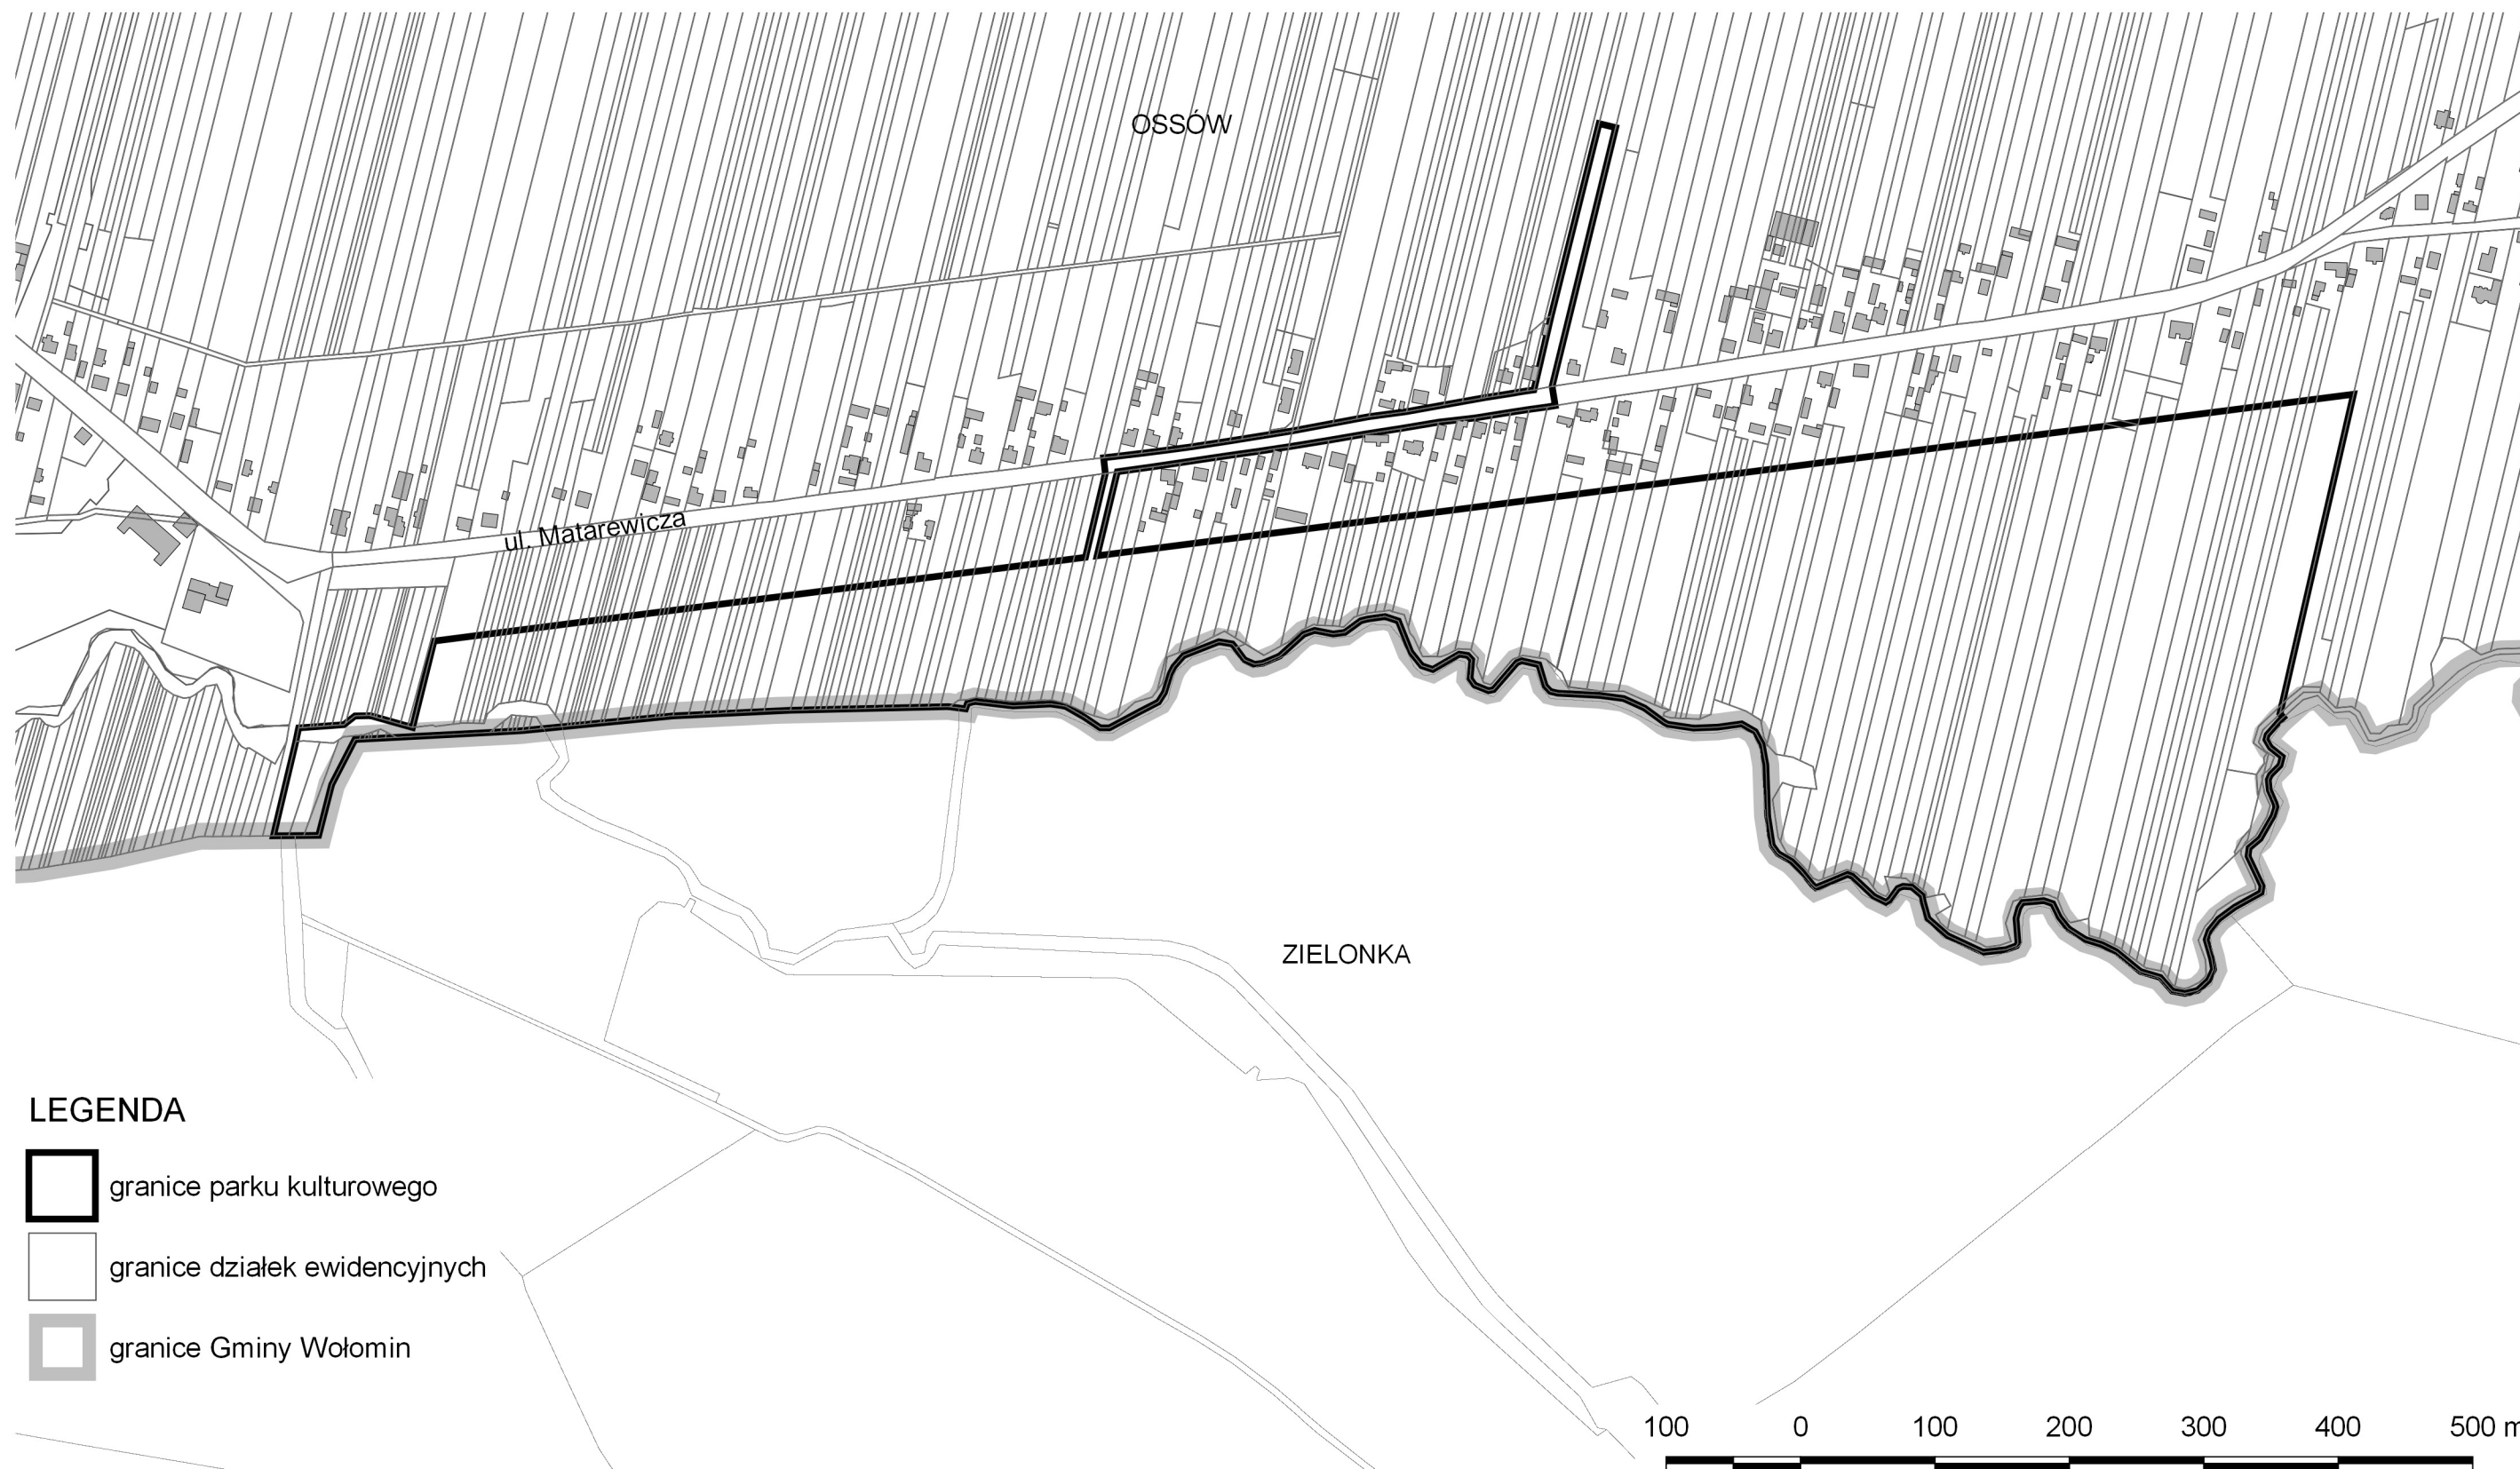 OSSÓW
ul. Matarewicza
ZIELONKA
LEGENDA
granice parku kulturowego
granice działek ewidencyjnych
granice Gminy Wołomin
100 0 100 200 300 400 500 m